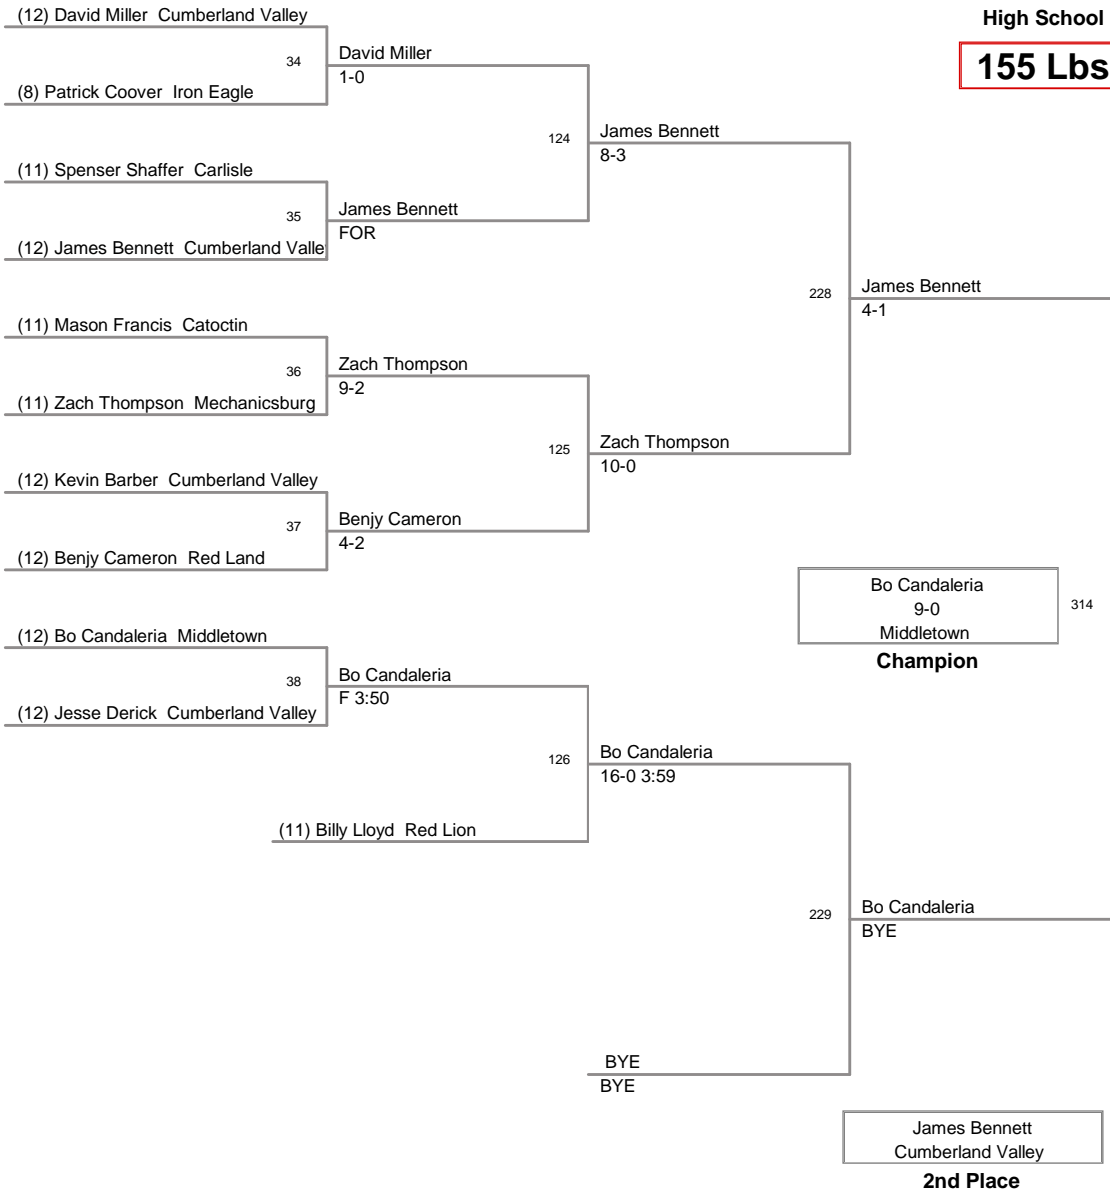 High School
155 Lbs
(12) David Miller Cumberland Valley
34
(8) Patrick Coover Iron Eagle
David Miller
1-0
(11) Spenser Shaffer Carlisle
35
(12) James Bennett Cumberland Valle
James Bennett
FOR
124
James Bennett
8-3
(11) Mason Francis Catoctin
36
(11) Zach Thompson Mechanicsburg
Zach Thompson
9-2
(12) Kevin Barber Cumberland Valley
37
(12) Benjy Cameron Red Land
Benjy Cameron
4-2
125
Zach Thompson
10-0
228
James Bennett
4-1
(12) Bo Candaleria Middletown
38
(12) Jesse Derick Cumberland Valley
Bo Candaleria
F 3:50
(11) Billy Lloyd Red Lion
126
Bo Candaleria
16-0 3:59
BYE
BYE
229
Bo Candaleria
BYE
Bo Candaleria
9-0
Middletown
314
Champion
James Bennett
Cumberland Valley
2nd Place